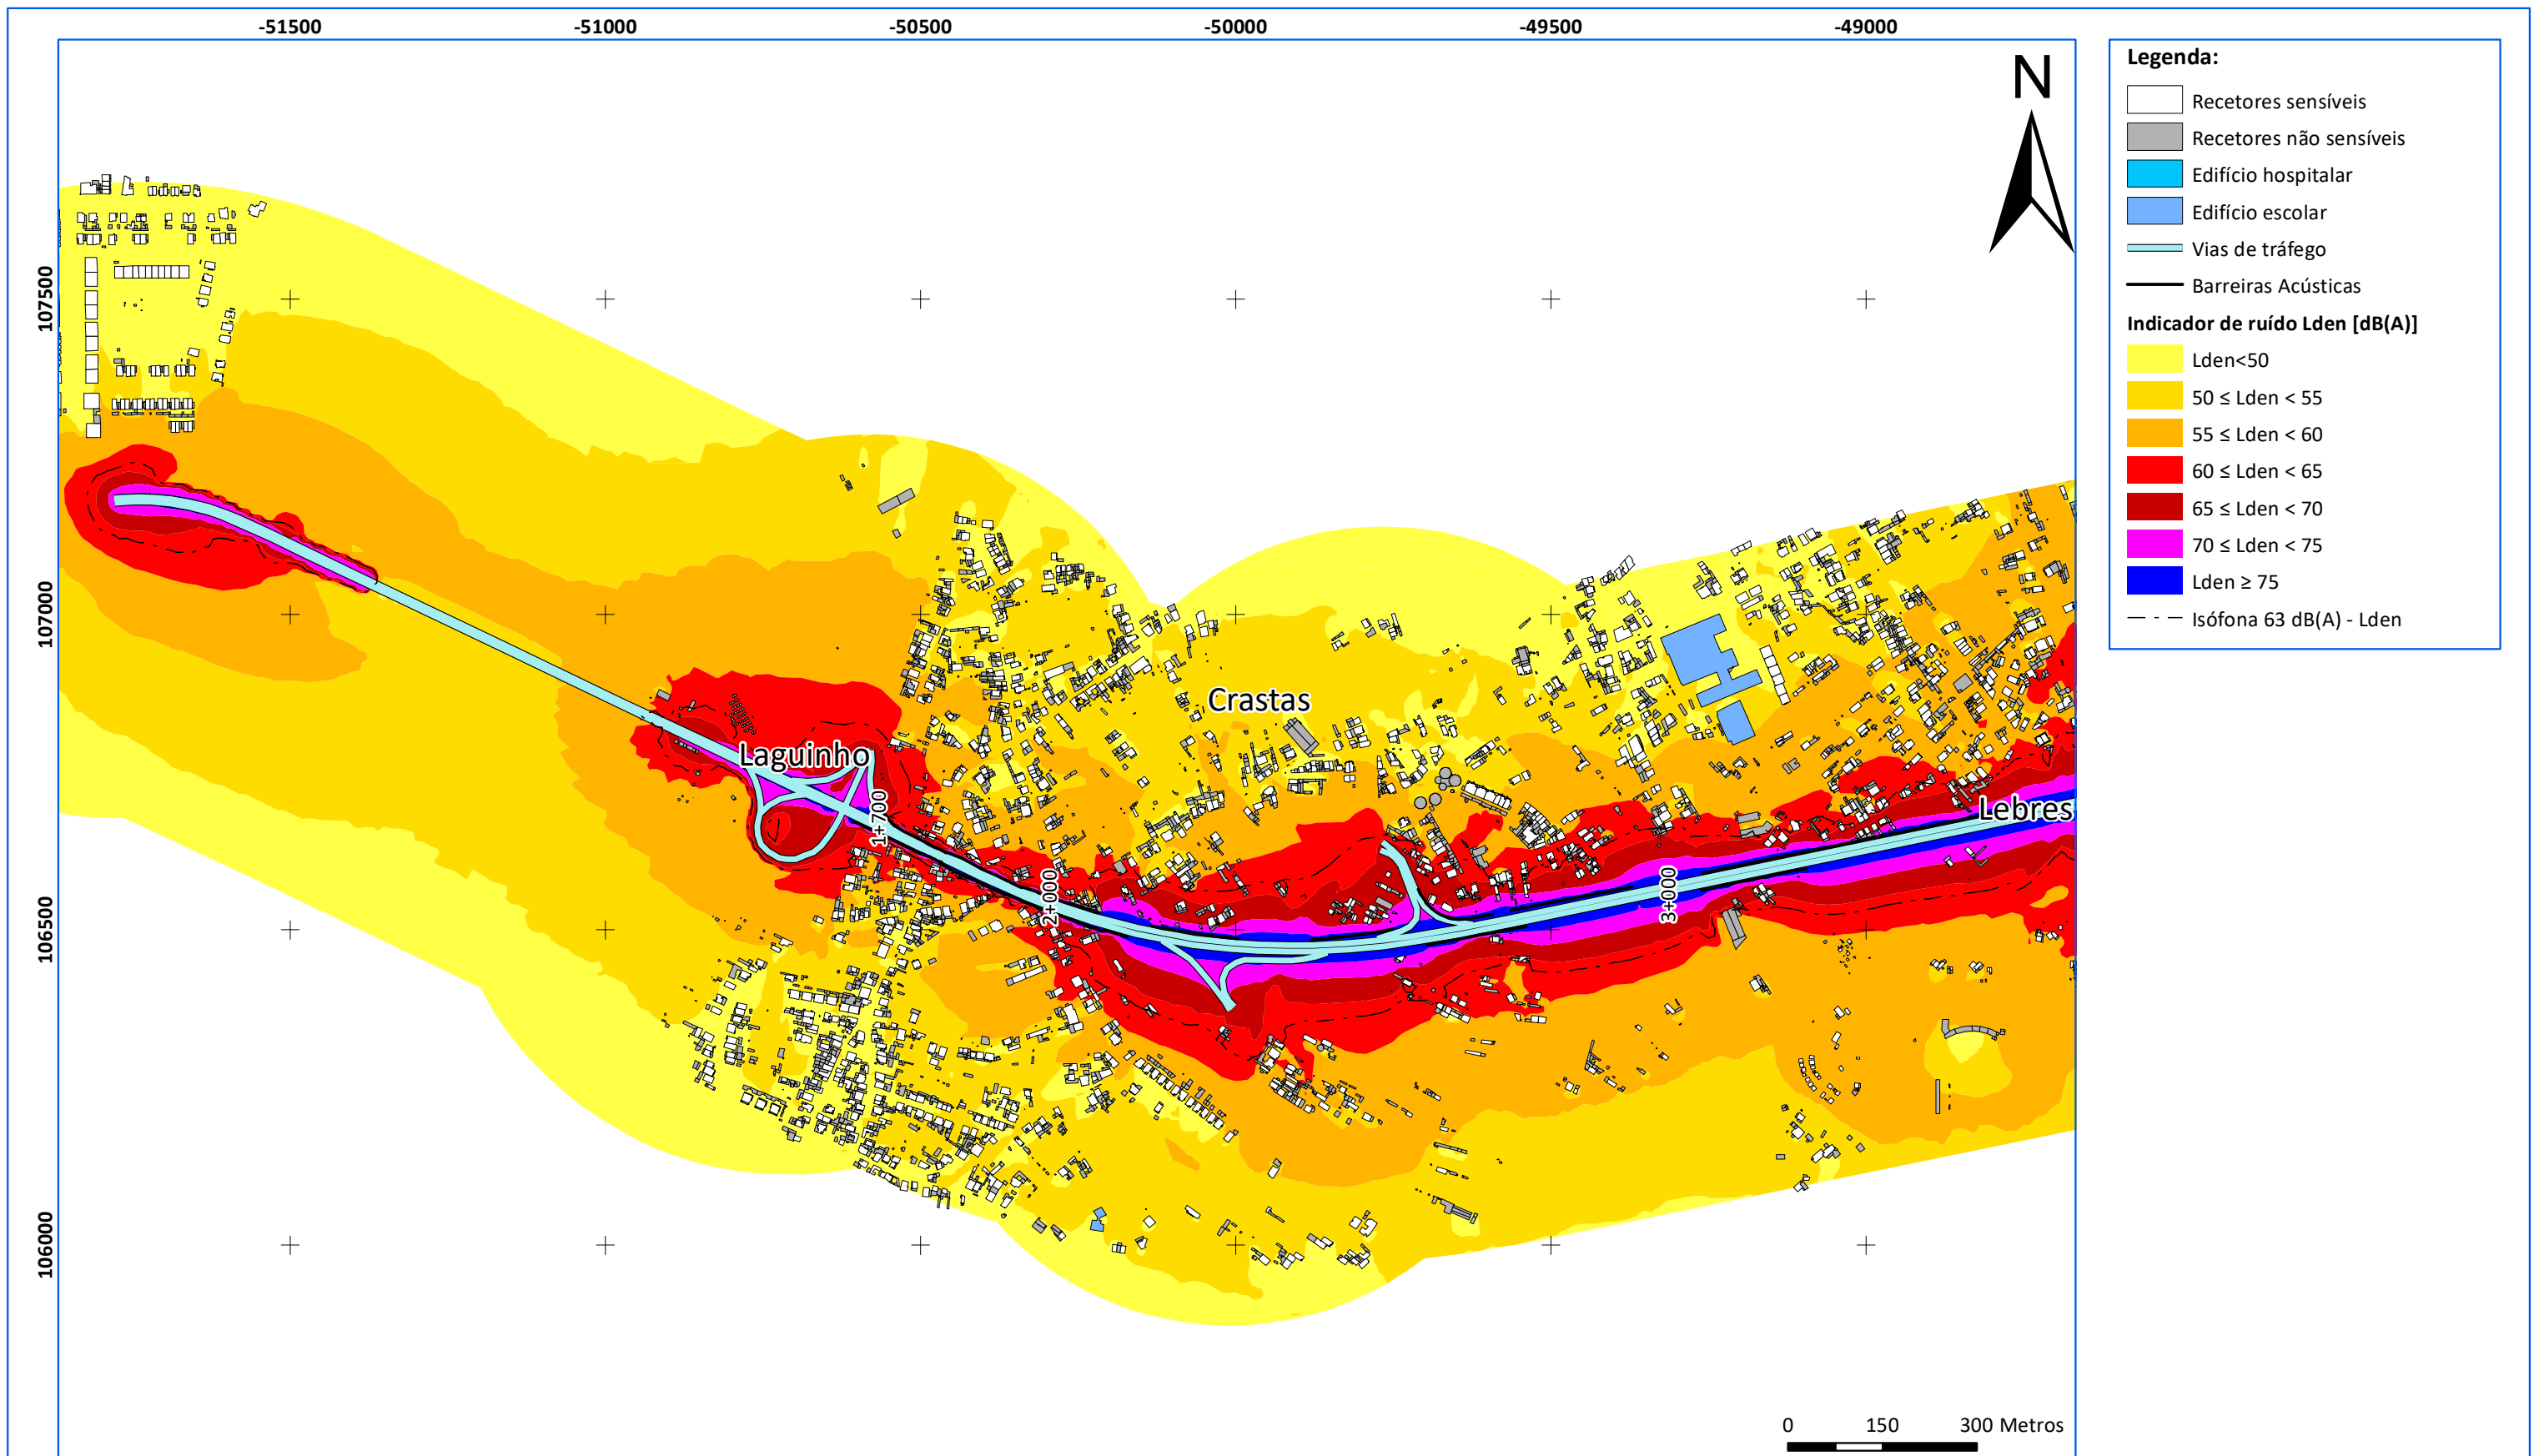 -51500 -51000 -50500 -50000 -49500 -49000
N
107500
107000
106500
106000
Crastas
Laguinho
Lebres
1+700
2+000
3+000
0 150 300 Metros
Legenda:
Recetores sensíveis
Recetores não sensíveis
Edifício hospitalar
Edifício escolar
Vias de tráfego
Barreiras Acústicas
Indicador de ruído Lden [dB(A)]
Lden<50
50 ≤ Lden < 55
55 ≤ Lden < 60
60 ≤ Lden < 65
65 ≤ Lden < 70
70 ≤ Lden < 75
Lden ≥ 75
Isófona 63 dB(A) - Lden